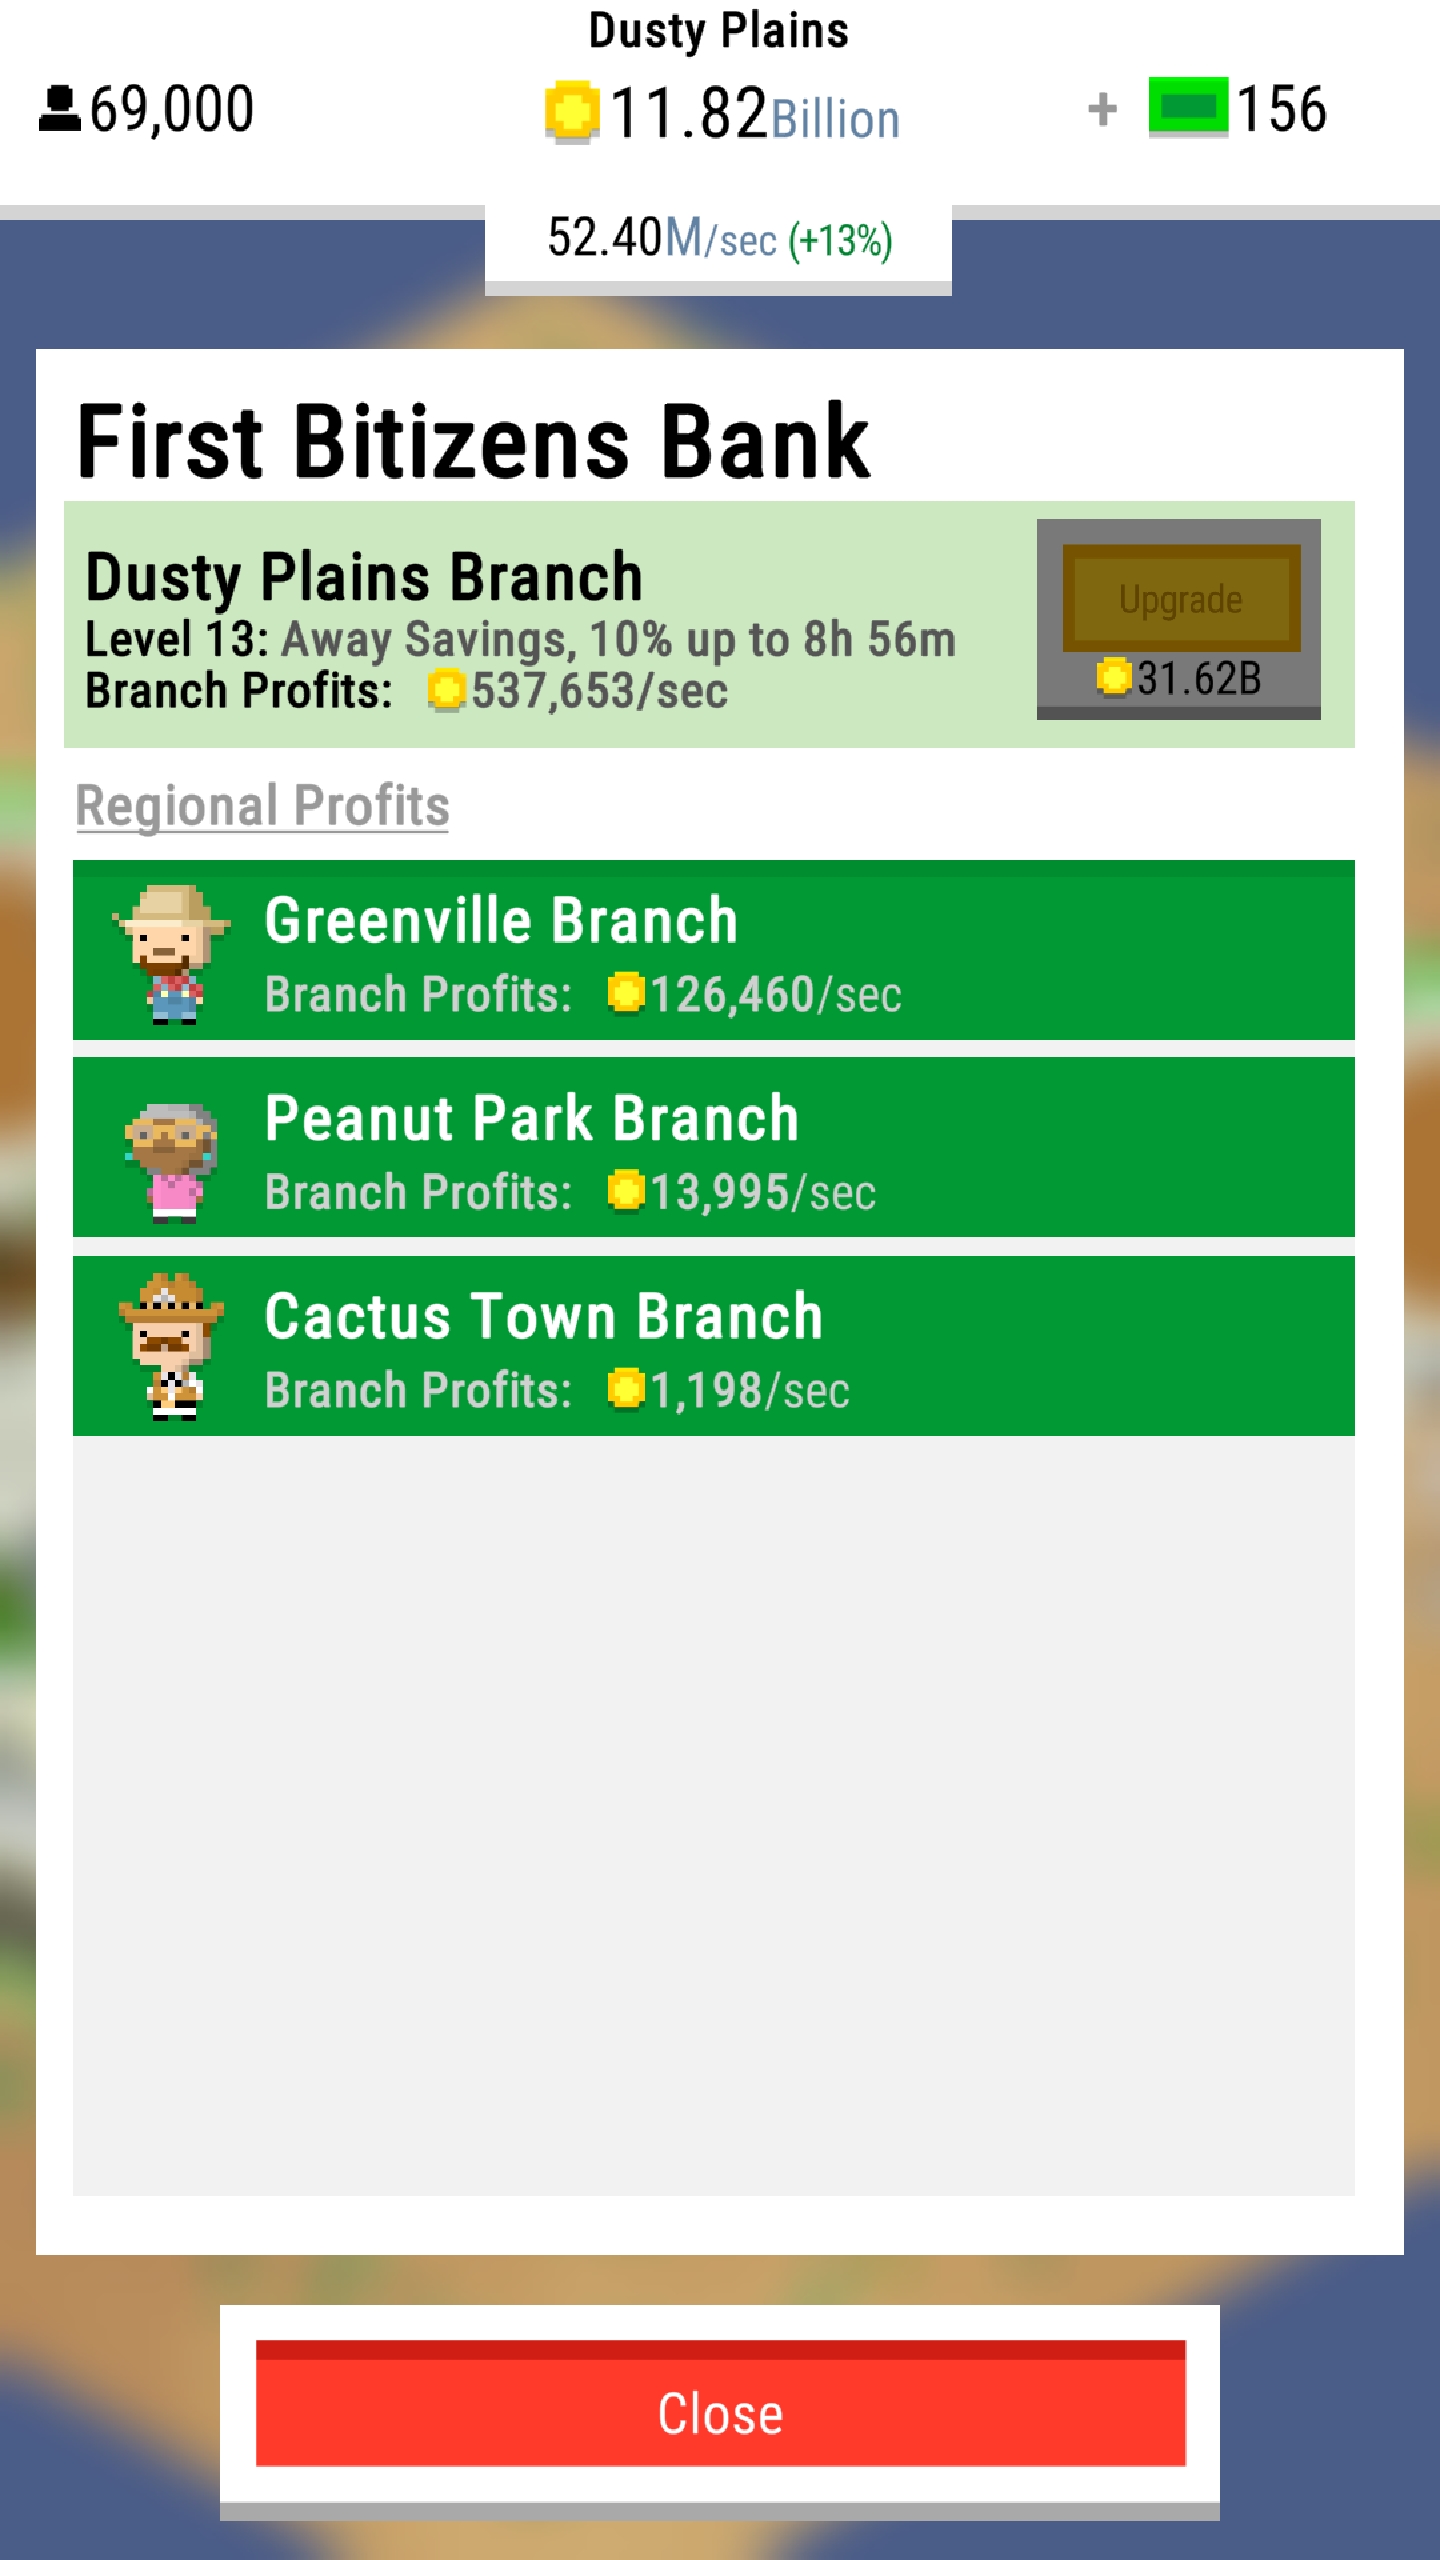 Dusty Plains
69,000
11.82Billion
+ 156
52.40M/sec (+13%)
First Bitizens Bank
Dusty Plains Branch
Level 13: Away Savings, 10% up to 8h 56m
Branch Profits: 537,653/sec
Upgrade
31.62B
Regional Profits
Greenville Branch
Branch Profits: 126,460/sec
Peanut Park Branch
Branch Profits: 13,995/sec
Cactus Town Branch
Branch Profits: 1,198/sec
Close